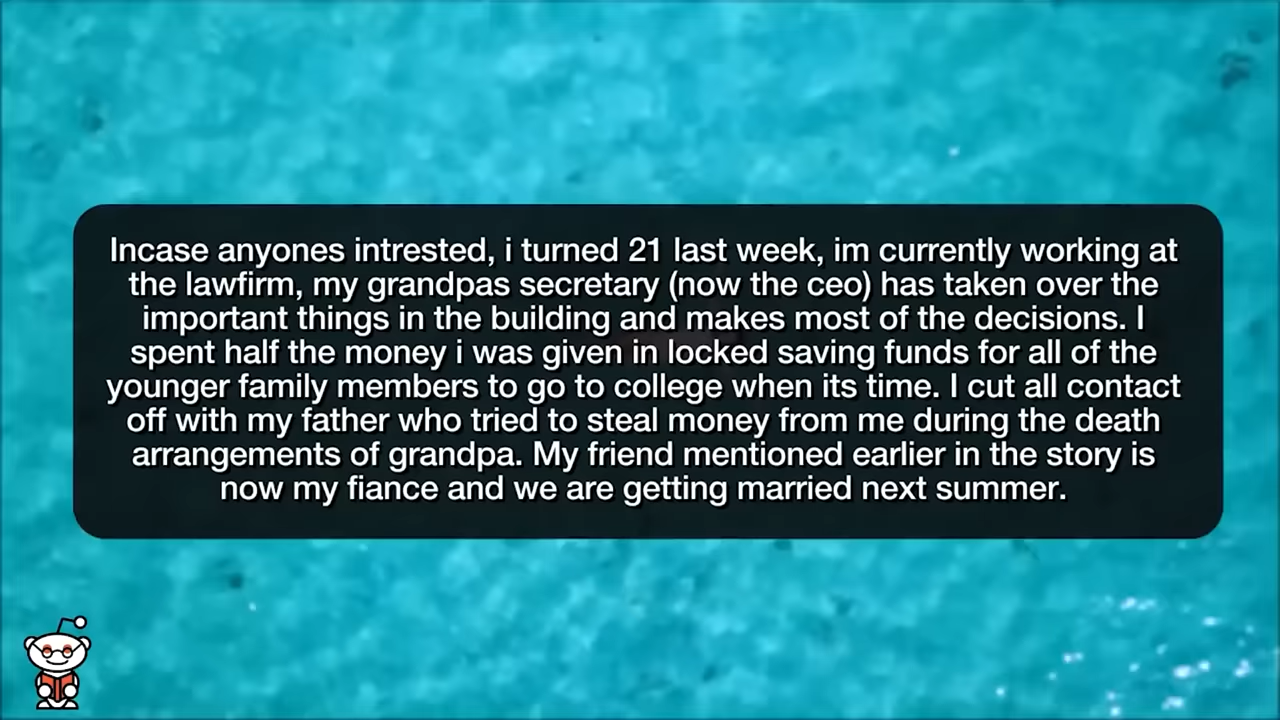 Incase anyones intrested, i turned 21 last week, im currently working at
the lawfirm, my grandpas secretary (now the ceo) has taken over the
important things in the building and makes most of the decisions. I
spent half the money i was given in locked saving funds for all of the
younger family members to go to college when its time. I cut all contact
off with my father who tried to steal money from me during the death
arrangements of grandpa. My friend mentioned earlier in the story is
now my fiance and we are getting married next summer.